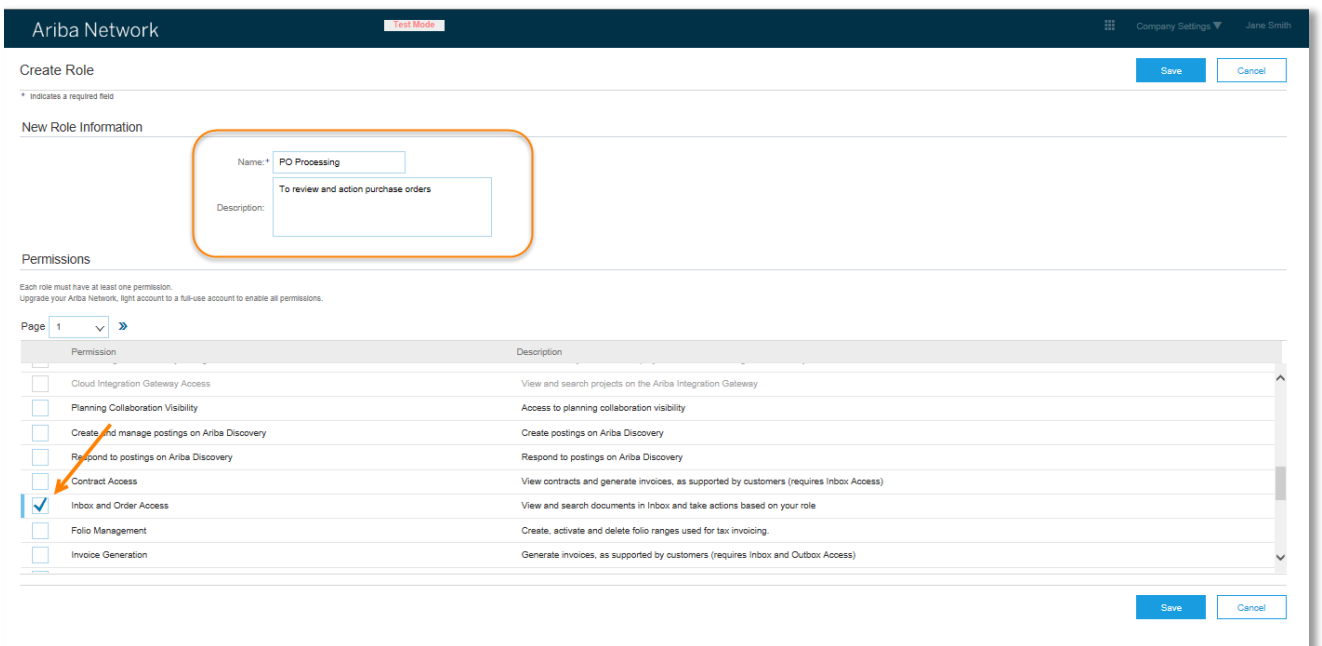 Ariba Network
Test Mode
Company Settings
Jane Smith
Create Role
Save
Cancel
* Indicates a required field
New Role Information
Name:* PO Processing
Description: To review and action purchase orders
Permissions
Each role must have at least one permission.
Upgrade your Ariba Network, light account to a full-use account to enable all permissions.
Page 1 »
Permission Description
Cloud Integration Gateway Access View and search projects on the Ariba Integration Gateway
Planning Collaboration Visibility Access to planning collaboration visibility
Create and manage postings on Ariba Discovery Create postings on Ariba Discovery
Respond to postings on Ariba Discovery Respond to postings on Ariba Discovery
Contract Access View contracts and generate invoices, as supported by customers (requires Inbox Access)
Inbox and Order Access View and search documents in Inbox and take actions based on your role
Folio Management Create, activate and delete folio ranges used for tax invoicing.
Invoice Generation Generate invoices, as supported by customers (requires Inbox and Outbox Access)
Save
Cancel